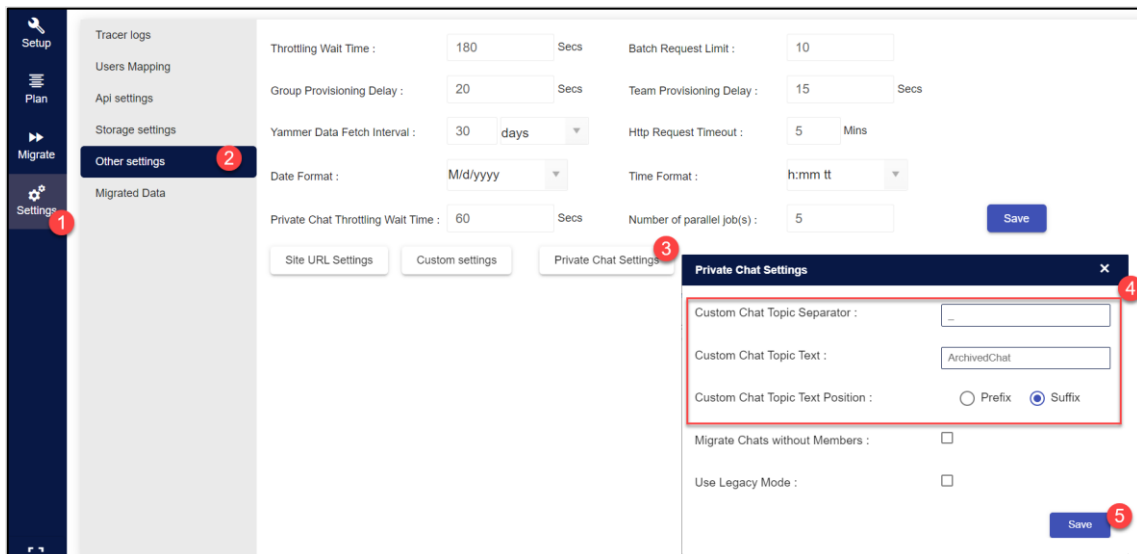 Setup
Plan
Migrate
Settings
1
Tracer logs
Users Mapping
Api settings
Storage settings
Other settings 2
Migrated Data
Throttling Wait Time : 180 Secs Batch Request Limit : 10
Group Provisioning Delay : 20 Secs Team Provisioning Delay : 15 Secs
Yammer Data Fetch Interval : 30 days Http Request Timeout : 5 Mins
Date Format : M/d/yyyy Time Format : h:mm tt
Private Chat Throttling Wait Time : 60 Secs Number of parallel job(s) : 5 Save
Site URL Settings Custom settings Private Chat Settings 3
Private Chat Settings ×
4
Custom Chat Topic Separator : _
Custom Chat Topic Text : ArchivedChat
Custom Chat Topic Text Position : Prefix Suffix
Migrate Chats without Members :
Use Legacy Mode :
Save 5